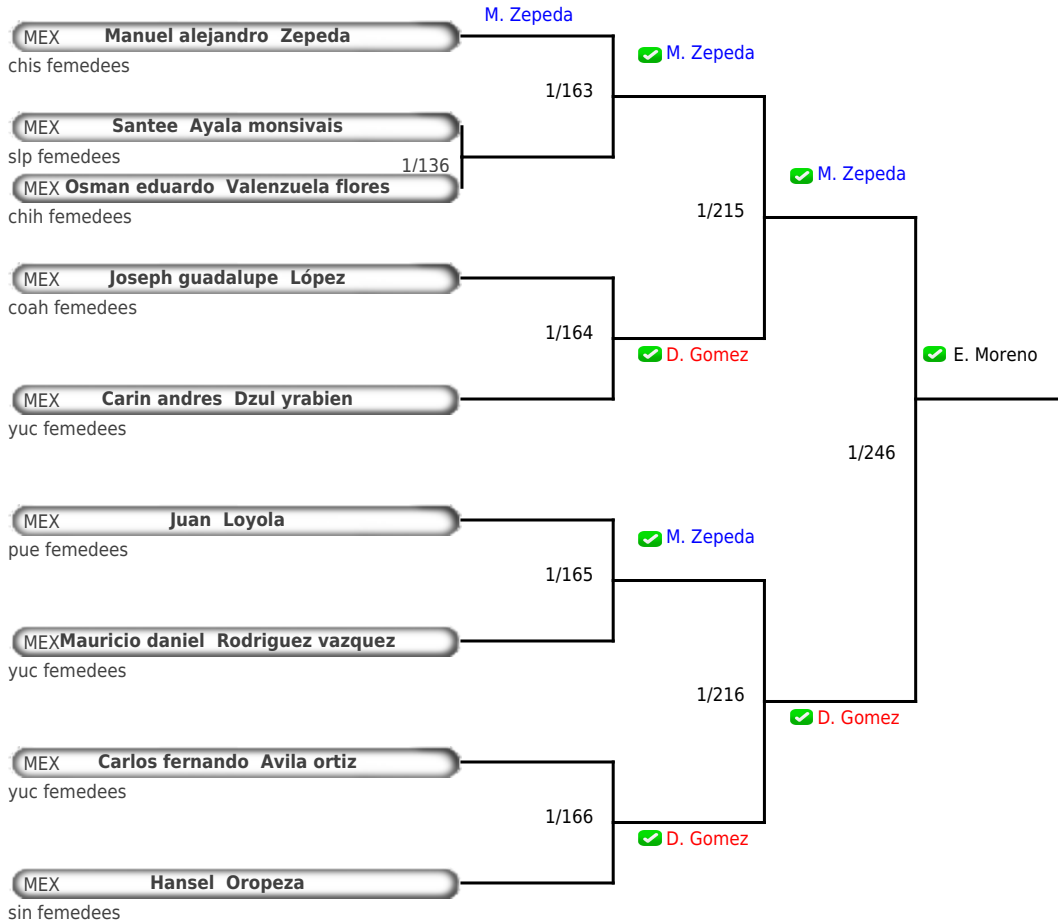 M. Zepeda
MEX Manuel alejandro Zepeda
chis femedees
M. Zepeda
1/163
MEX Santee Ayala monsivais
slp femedees
1/136
MEX Osman eduardo Valenzuela flores
chih femedees
M. Zepeda
1/215
MEX Joseph guadalupe López
coah femedees
1/164
D. Gomez
E. Moreno
MEX Carin andres Dzul yrabien
yuc femedees
1/246
MEX Juan Loyola
pue femedees
M. Zepeda
1/165
MEX Mauricio daniel Rodriguez vazquez
yuc femedees
1/216
D. Gomez
MEX Carlos fernando Avila ortiz
yuc femedees
1/166
D. Gomez
MEX Hansel Oropeza
sin femedees